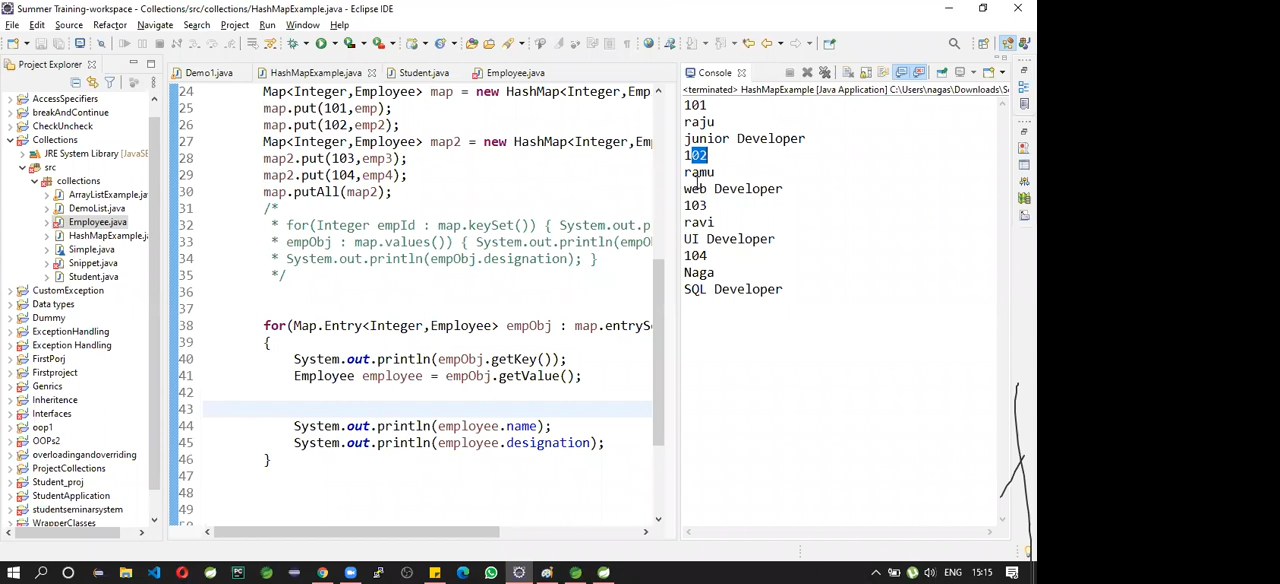 Summer Training-workspace - Collections/src/collections/HashMapExample.java - Eclipse IDE
File Edit Source Refactor Navigate Search Project Run Window Help
Project Explorer
AccessSpecifiers
breakAndContinue
CheckUncheck
Collections
JRE System Library [JavaSE
src
collections
ArrayListExample.jav
DemoList.java
Employee.java
HashMapExample.ja
Simple.java
Snippet.java
Student.java
CustomException
Data types
Dummy
ExceptionHandling
Exception Handling
FirstPorj
Firstproject
Genrics
Inheritence
Interfaces
oop1
OOPs2
overloadingandoverriding
ProjectCollections
Student_proj
StudentApplication
studentseminarsystem
WrapperClasses
Demo1.java HashMapExample.java Student.java Employee.java
24 Map<Integer,Employee> map = new HashMap<Integer,Emp
25 map.put(101,emp);
26 map.put(102,emp2);
27 Map<Integer,Employee> map2 = new HashMap<Integer,Em
28 map2.put(103,emp3);
29 map2.put(104,emp4);
30 map.putAll(map2);
31 /*
32 * for(Integer empId : map.keySet()) { System.out.p
33 * empObj : map.values()) { System.out.println(empO
34 * System.out.println(empObj.designation); }
35 */
36
37
38 for(Map.Entry<Integer,Employee> empObj : map.entryS
39 {
40 System.out.println(empObj.getKey());
41 Employee employee = empObj.getValue();
42
43
44 System.out.println(employee.name);
45 System.out.println(employee.designation);
46 }
47
48
49
Console
<terminated> HashMapExample [Java Application] C:\Users\nagas\Downloads\S
101
raju
junior Developer
102
ramu
web Developer
103
ravi
UI Developer
104
Naga
SQL Developer
ENG 15:15